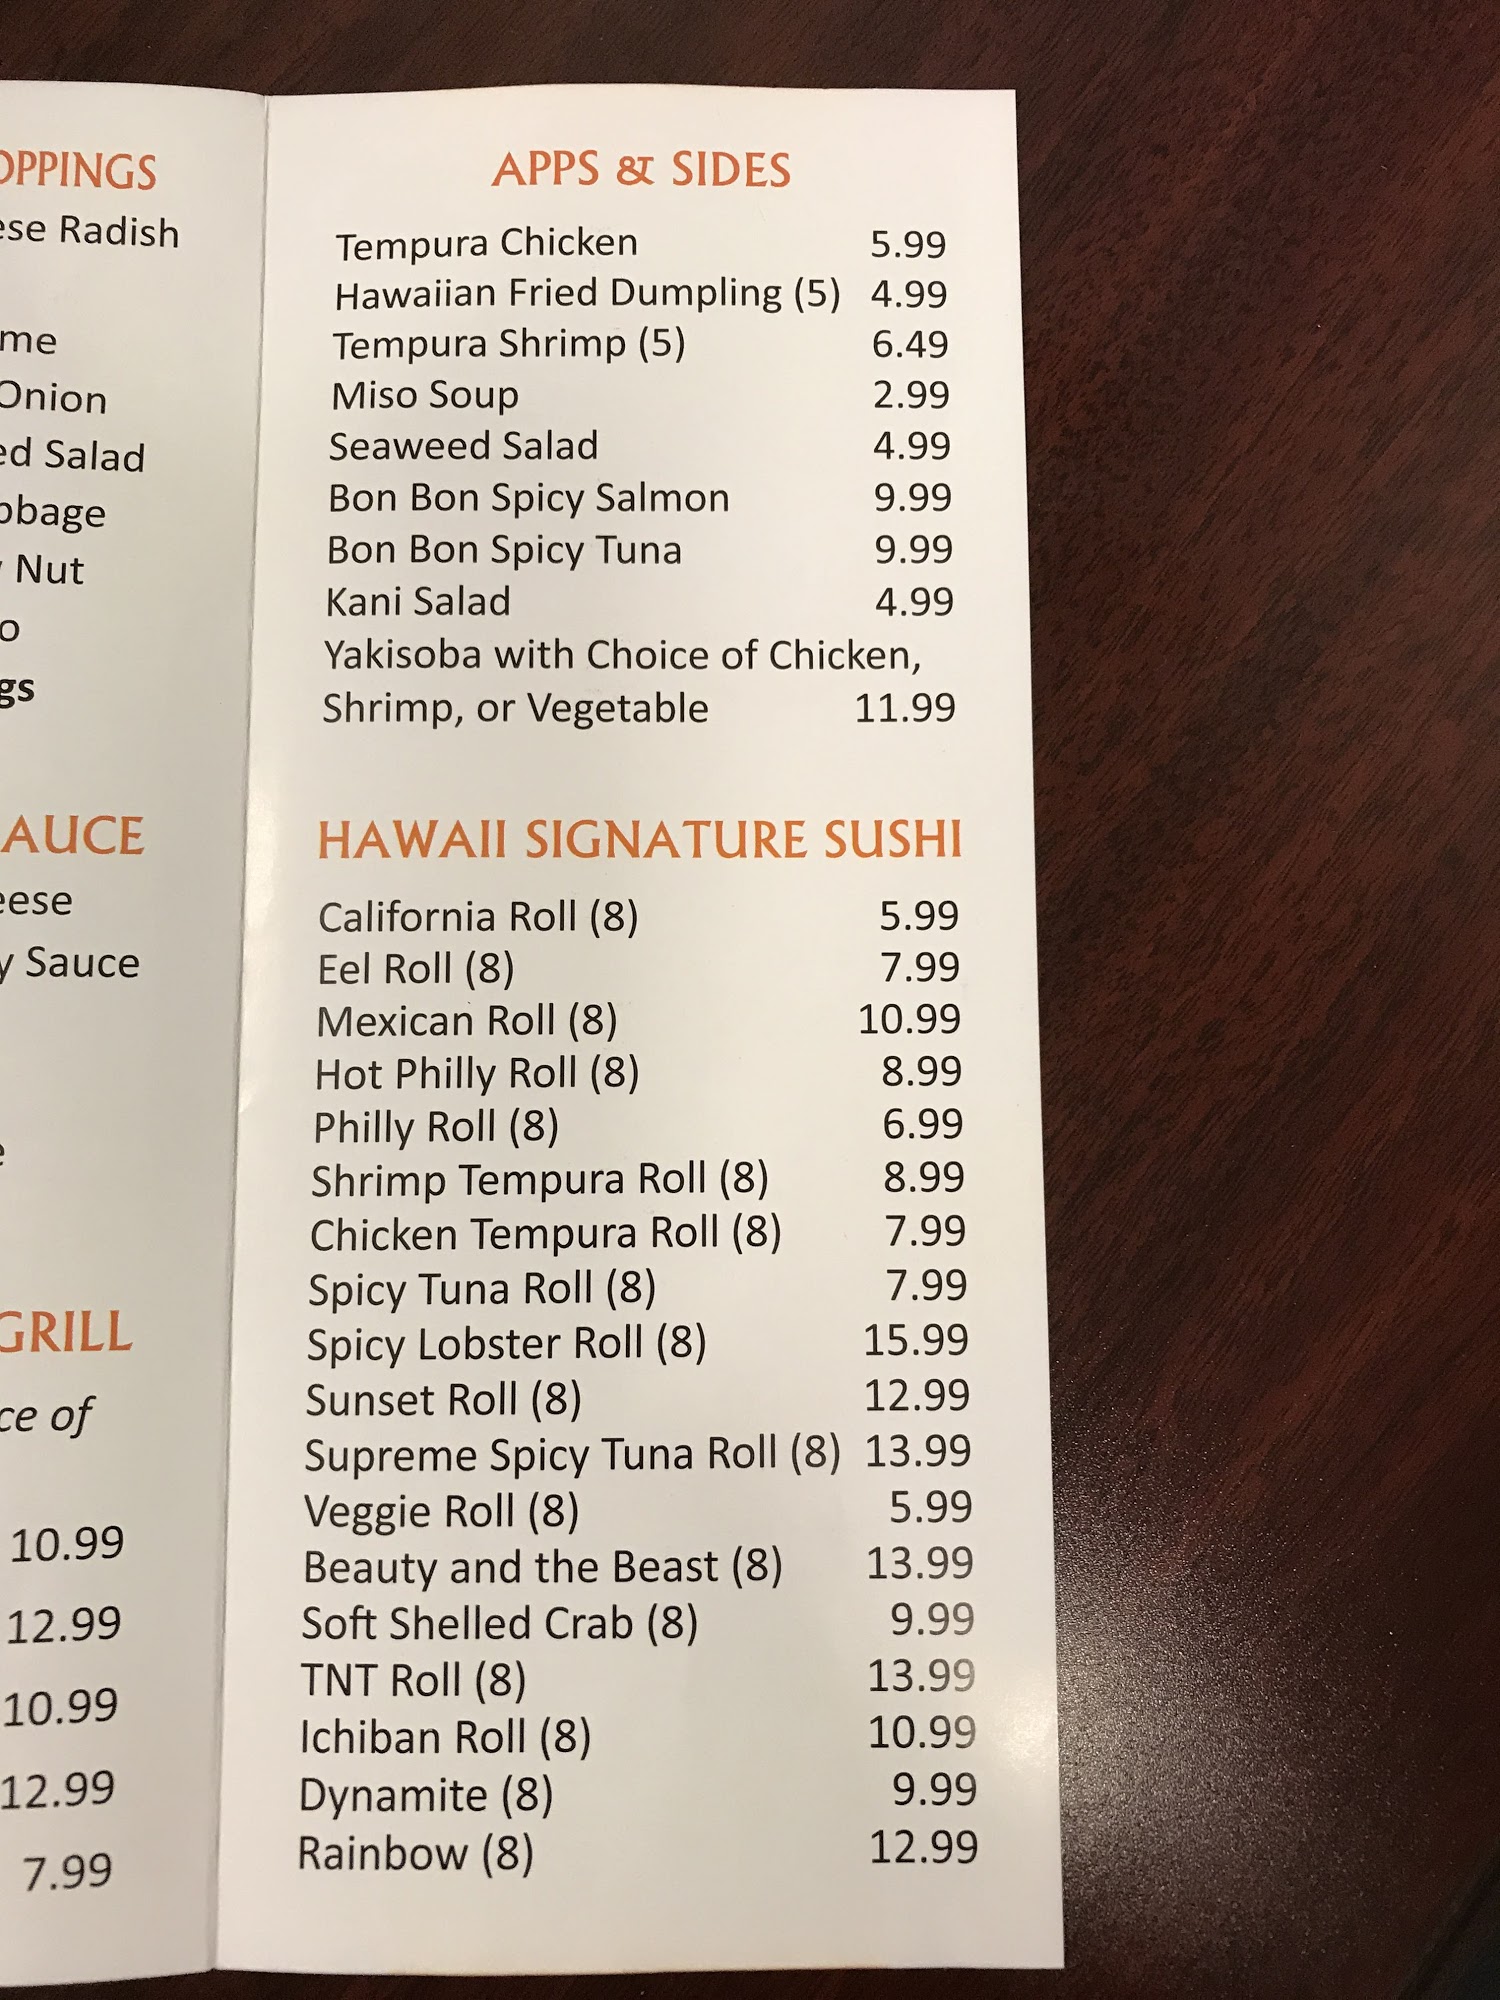 OPPINGS
Radish
Onion
Salad
Nut
AUCE
Sauce
GRILL
of
10.99
12.99
10.99
12.99
7.99
APPS & SIDES
Tempura Chicken 5.99
Hawaiian Fried Dumpling (5) 4.99
Tempura Shrimp (5) 6.49
Miso Soup 2.99
Seaweed Salad 4.99
Bon Bon Spicy Salmon 9.99
Bon Bon Spicy Tuna 9.99
Kani Salad 4.99
Yakisoba with Choice of Chicken,
Shrimp, or Vegetable 11.99
HAWAII SIGNATURE SUSHI
California Roll (8) 5.99
Eel Roll (8) 7.99
Mexican Roll (8) 10.99
Hot Philly Roll (8) 8.99
Philly Roll (8) 6.99
Shrimp Tempura Roll (8) 8.99
Chicken Tempura Roll (8) 7.99
Spicy Tuna Roll (8) 7.99
Spicy Lobster Roll (8) 15.99
Sunset Roll (8) 12.99
Supreme Spicy Tuna Roll (8) 13.99
Veggie Roll (8) 5.99
Beauty and the Beast (8) 13.99
Soft Shelled Crab (8) 9.99
TNT Roll (8) 13.99
Ichiban Roll (8) 10.99
Dynamite (8) 9.99
Rainbow (8) 12.99